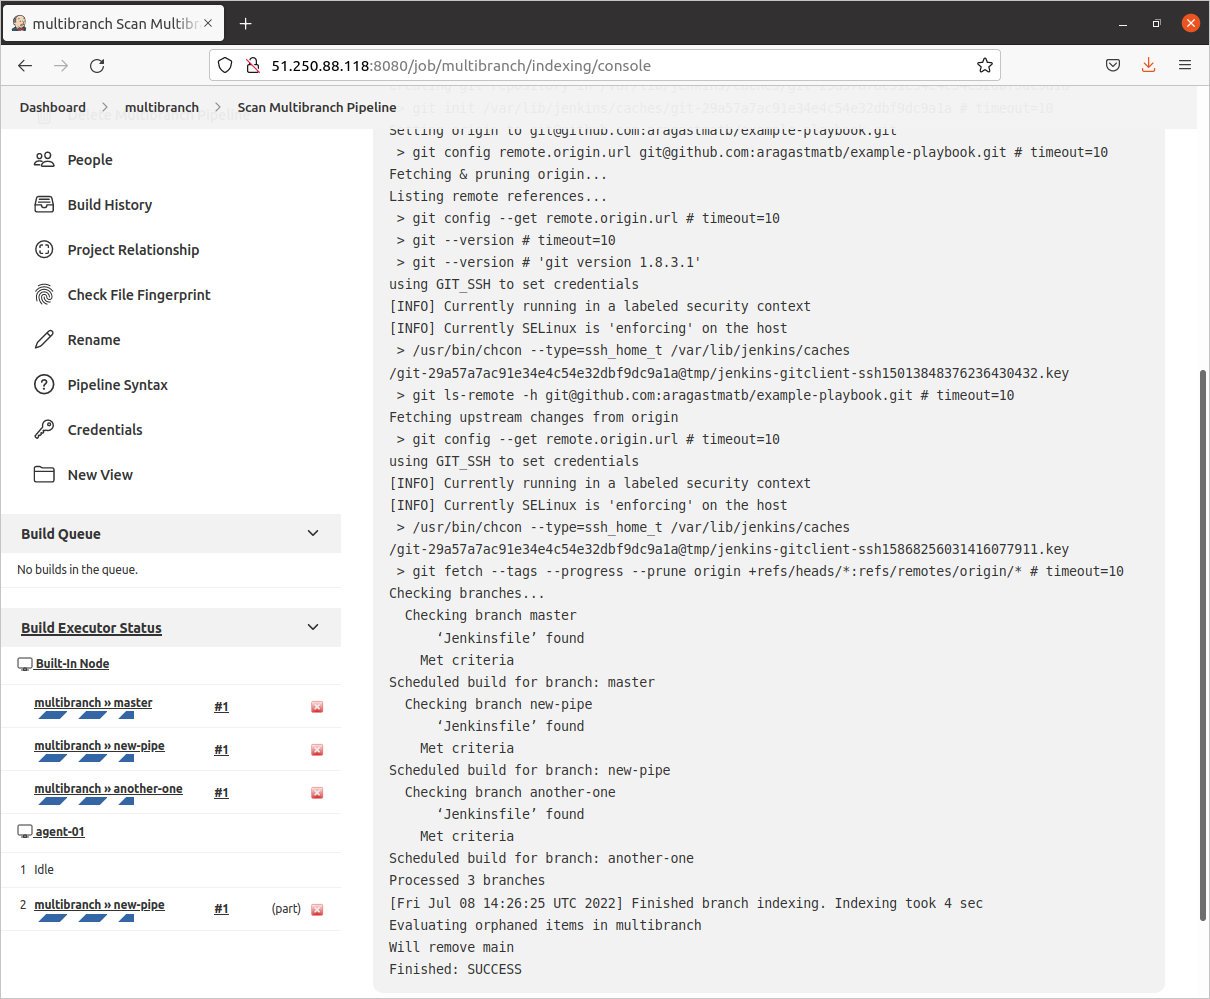 multibranch Scan Multib
51.250.88.118:8080/job/multibranch/indexing/console
Dashboard
multibranch
Scan Multibranch Pipeline
Delete Multibranch Pipeline
People
Build History
Project Relationship
Check File Fingerprint
Rename
Pipeline Syntax
Credentials
New View
Build Queue
No builds in the queue.
Build Executor Status
Built-In Node
multibranch » master #1
multibranch » new-pipe #1
multibranch » another-one #1
agent-01
1 Idle
2 multibranch » new-pipe #1 (part)
> git init /var/lib/jenkins/caches/git-29a57a7ac91e34e4c54e32dbf9dc9a1a # timeout=10
Setting origin to git@github.com:aragastmatb/example-playbook.git
> git config remote.origin.url git@github.com:aragastmatb/example-playbook.git # timeout=10
Fetching & pruning origin...
Listing remote references...
> git config --get remote.origin.url # timeout=10
> git --version # timeout=10
> git --version # 'git version 1.8.3.1'
using GIT_SSH to set credentials
[INFO] Currently running in a labeled security context
[INFO] Currently SELinux is 'enforcing' on the host
> /usr/bin/chcon --type=ssh_home_t /var/lib/jenkins/caches
/git-29a57a7ac91e34e4c54e32dbf9dc9a1a@tmp/jenkins-gitclient-ssh15013848376236430432.key
> git ls-remote -h git@github.com:aragastmatb/example-playbook.git # timeout=10
Fetching upstream changes from origin
> git config --get remote.origin.url # timeout=10
using GIT_SSH to set credentials
[INFO] Currently running in a labeled security context
[INFO] Currently SELinux is 'enforcing' on the host
> /usr/bin/chcon --type=ssh_home_t /var/lib/jenkins/caches
/git-29a57a7ac91e34e4c54e32dbf9dc9a1a@tmp/jenkins-gitclient-ssh15868256031416077911.key
> git fetch --tags --progress --prune origin +refs/heads/*:refs/remotes/origin/* # timeout=10
Checking branches...
Checking branch master
‘Jenkinsfile’ found
Met criteria
Scheduled build for branch: master
Checking branch new-pipe
‘Jenkinsfile’ found
Met criteria
Scheduled build for branch: new-pipe
Checking branch another-one
‘Jenkinsfile’ found
Met criteria
Scheduled build for branch: another-one
Processed 3 branches
[Fri Jul 08 14:26:25 UTC 2022] Finished branch indexing. Indexing took 4 sec
Evaluating orphaned items in multibranch
Will remove main
Finished: SUCCESS